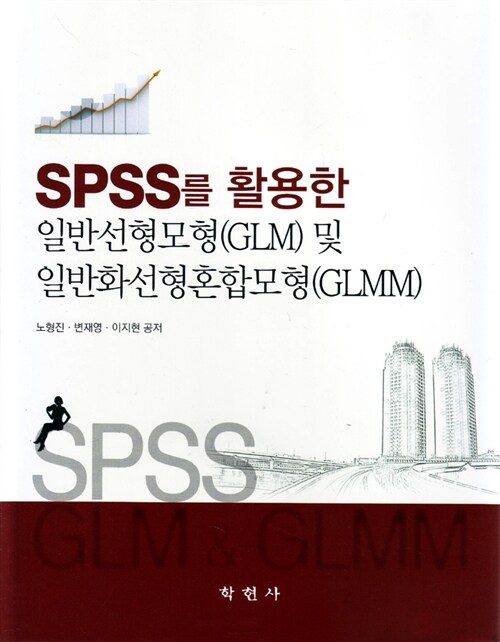 SPSS를 활용한
일반선형모형(GLM) 및
일반화선형혼합모형(GLMM)
노형진 · 변재영 · 이지현 공저
SPSS
GLM & GLMM
학현사